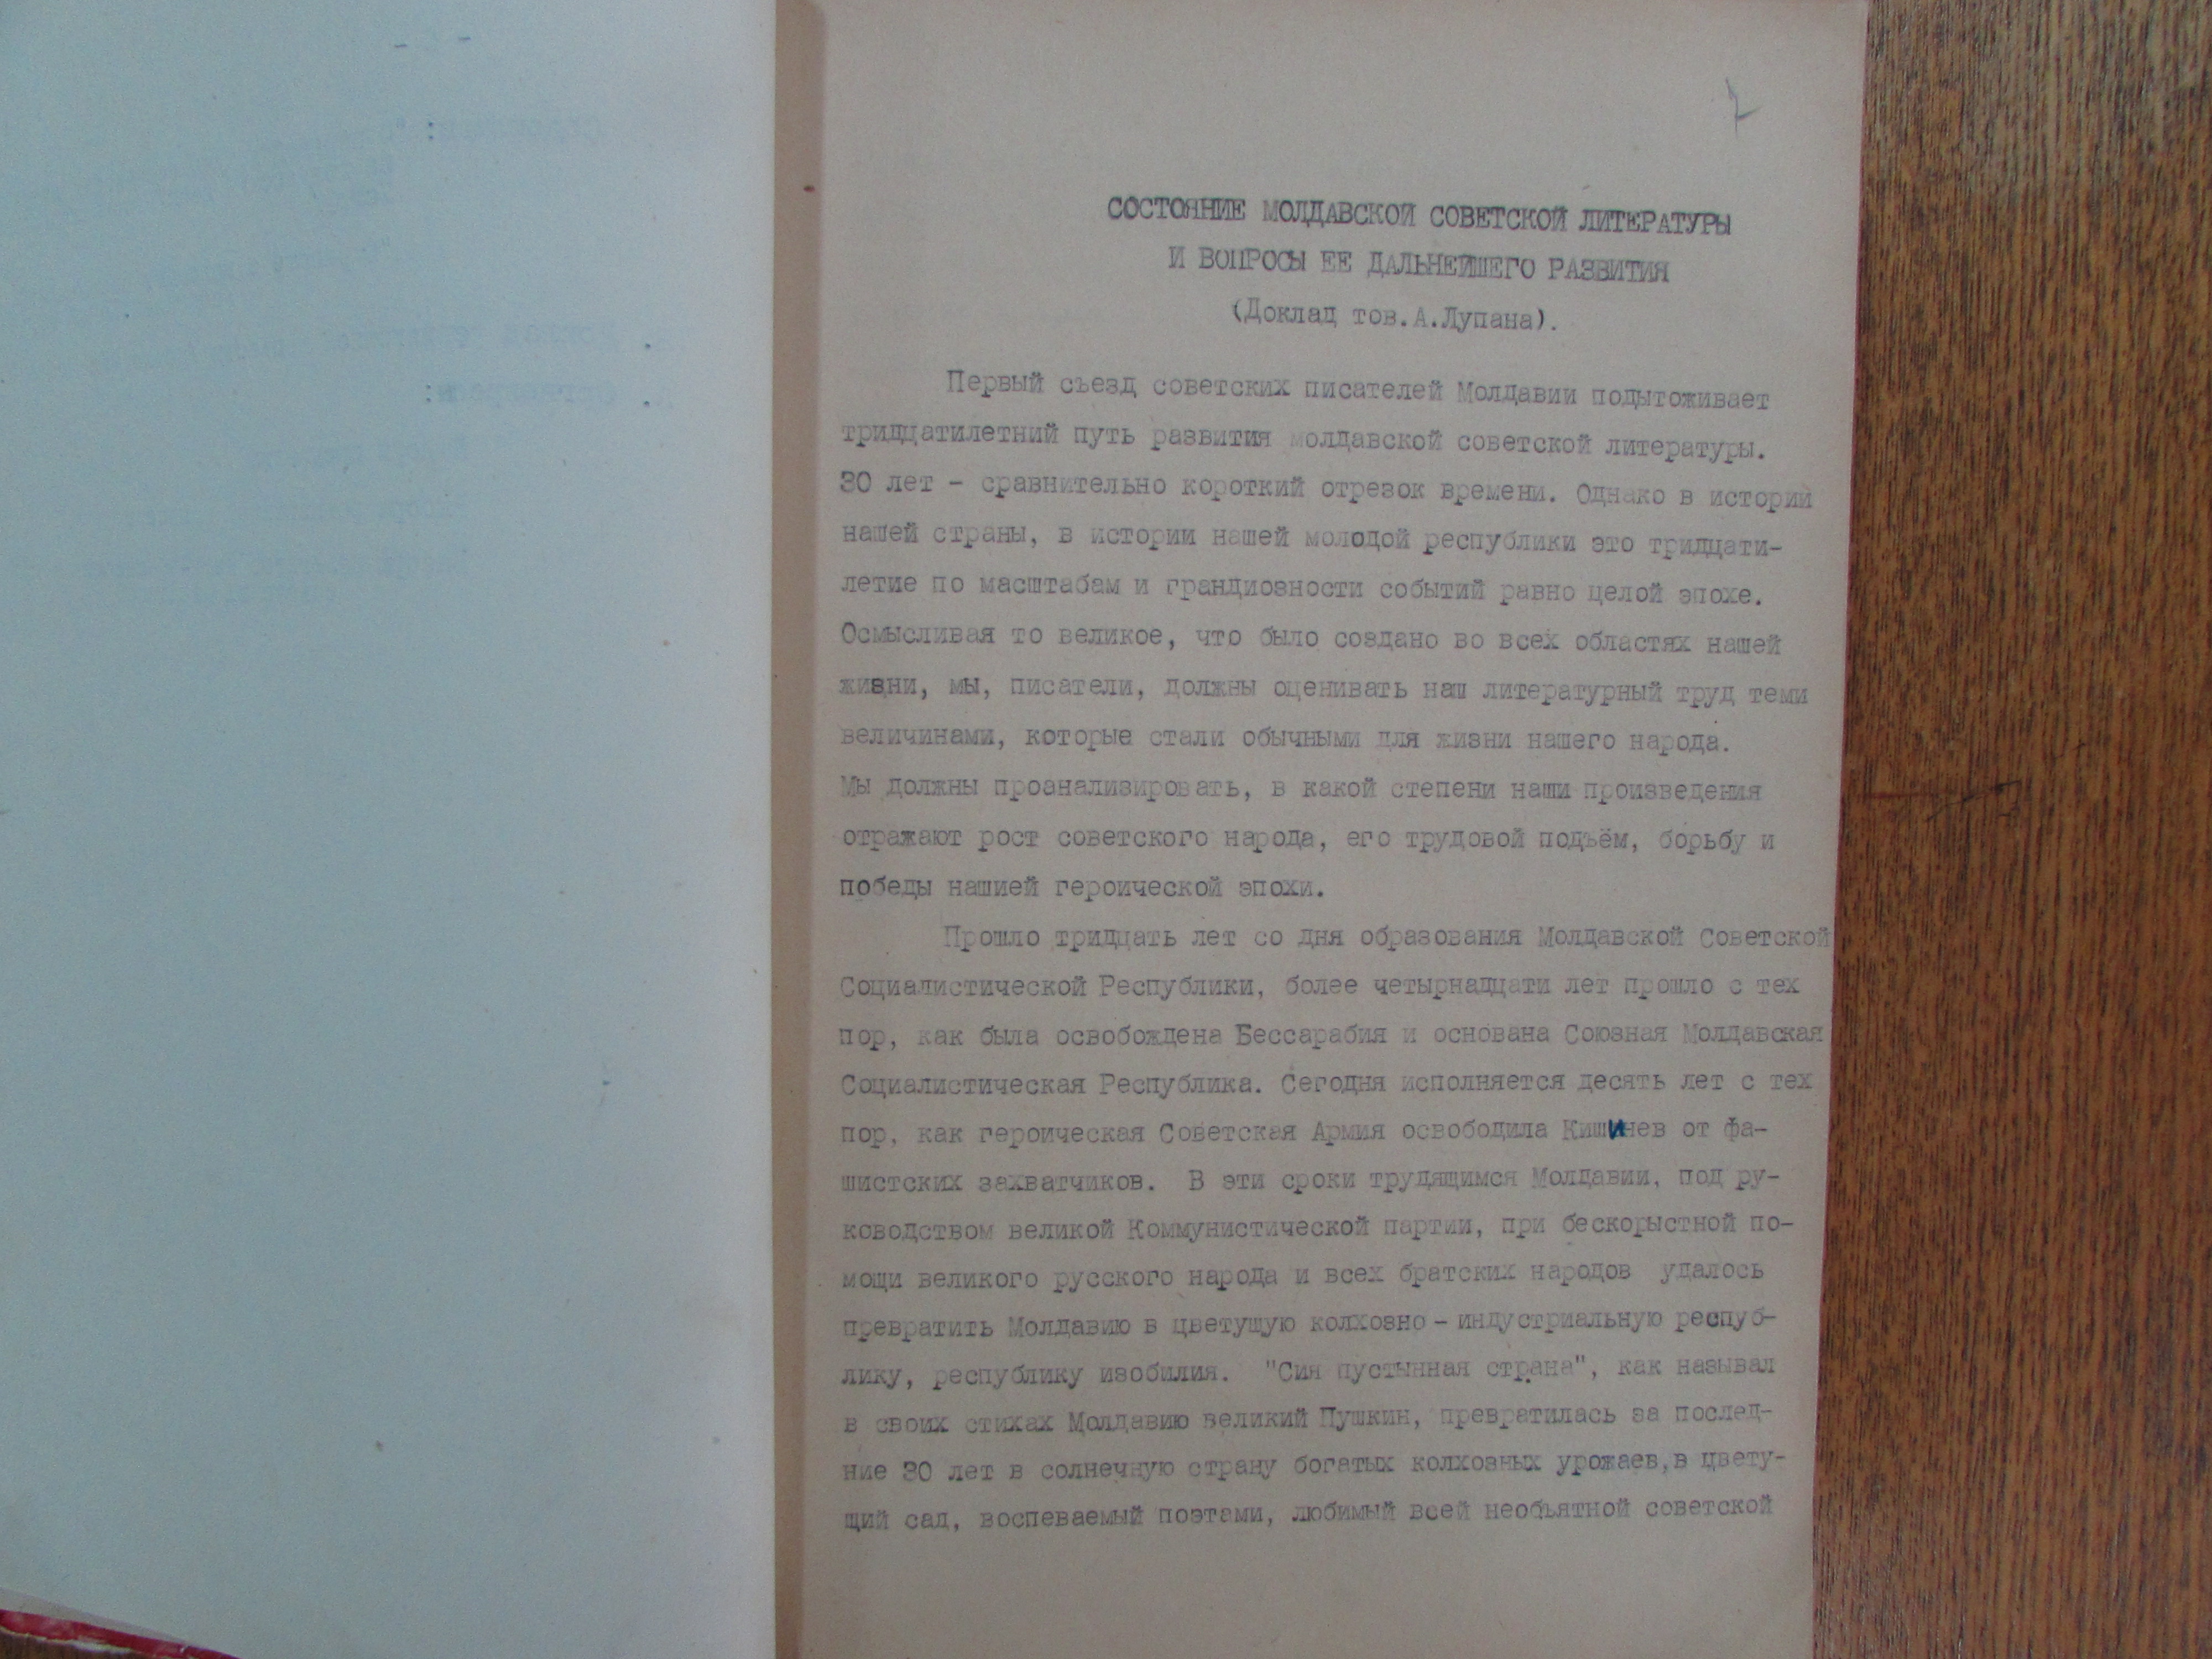 7
СОСТОЯНИЕ МОЛДАВСКОЙ СОВЕТСКОЙ ЛИТЕРАТУРЫ
И ВОПРОСЫ ЕЕ ДАЛЬНЕЙШЕГО РАЗВИТИЯ
(Доклад тов.А.Лупана).
Первый съезд советских писателей Молдавии подытоживает
тридцатилетний путь развития молдавской советской литературы.
30 лет - сравнительно короткий отрезок времени. Однако в истории
нашей страны, в истории нашей молодой республики это тридцати-
летие по масштабам и грандиозности событий равно целой эпохе.
Осмысливая то великое, что было создано во всех областях нашей
жизни, мы, писатели, должны оценивать наш литературный труд теми
величинами, которые стали обычными для жизни нашего народа.
Мы должны проанализировать, в какой степени наши произведения
отражают рост советского народа, его трудовой подъём, борьбу и
победы нашией героической эпохи.
Прошло тридцать лет со дня образования Молдавской Советской
Социалистической Республики, более четырнадцати лет прошло с тех
пор, как была освобождена Бессарабия и основана Союзная Молдавская
Социалистическая Республика. Сегодня исполняется десять лет с тех
пор, как героическая Советская Армия освободила Кишинев от фа-
шистских захватчиков. В эти сроки трудящимся Молдавии, под ру-
ководством великой Коммунистической партии, при бескорыстной по-
мощи великого русского народа и всех братских народов удалось
превратить Молдавию в цветущую колхозно - индустриальную респуб-
лику, республику изобилия. "Сия пустынная страна", как называл
в своих стихах Молдавию великий Пушкин, превратилась за послед-
ние 30 лет в солнечную страну богатых колхозных урожаев,в цвету-
щий сад, воспеваемый поэтами, любимый всей необъятной советской